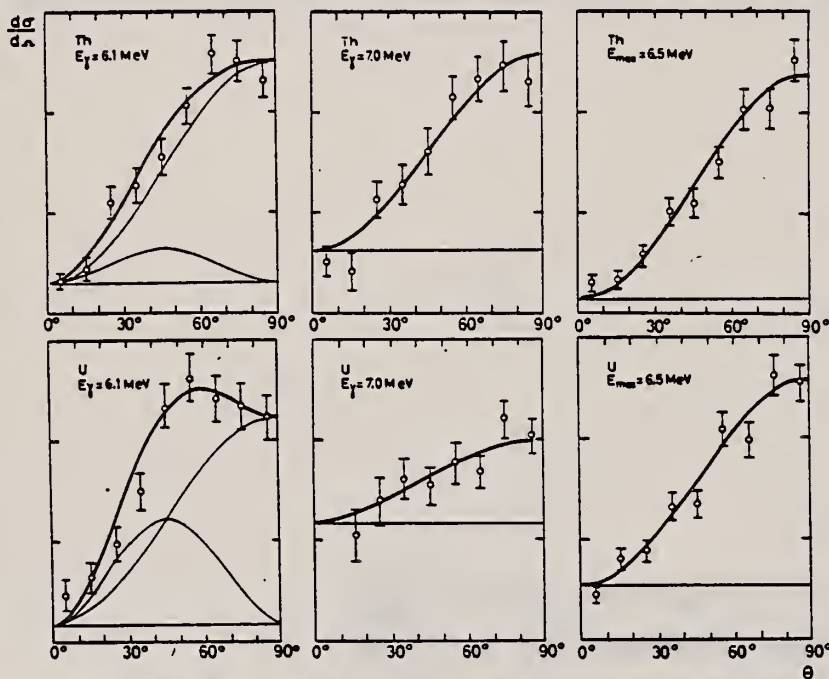 dσ
dΩ
Th
Eγ=6.1 MeV
Th
Eγ=7.0 MeV
Th
Emax=6.5 MeV
0° 30° 60° 90°
0° 30° 60° 90°
0° 30° 60° 90°
U
Eγ=6.1 MeV
U
Eγ=7.0 MeV
U
Emax=6.5 MeV
0° 30° 60° 90°
0° 30° 60° 90°
0° 30° 60° 90°
Θ